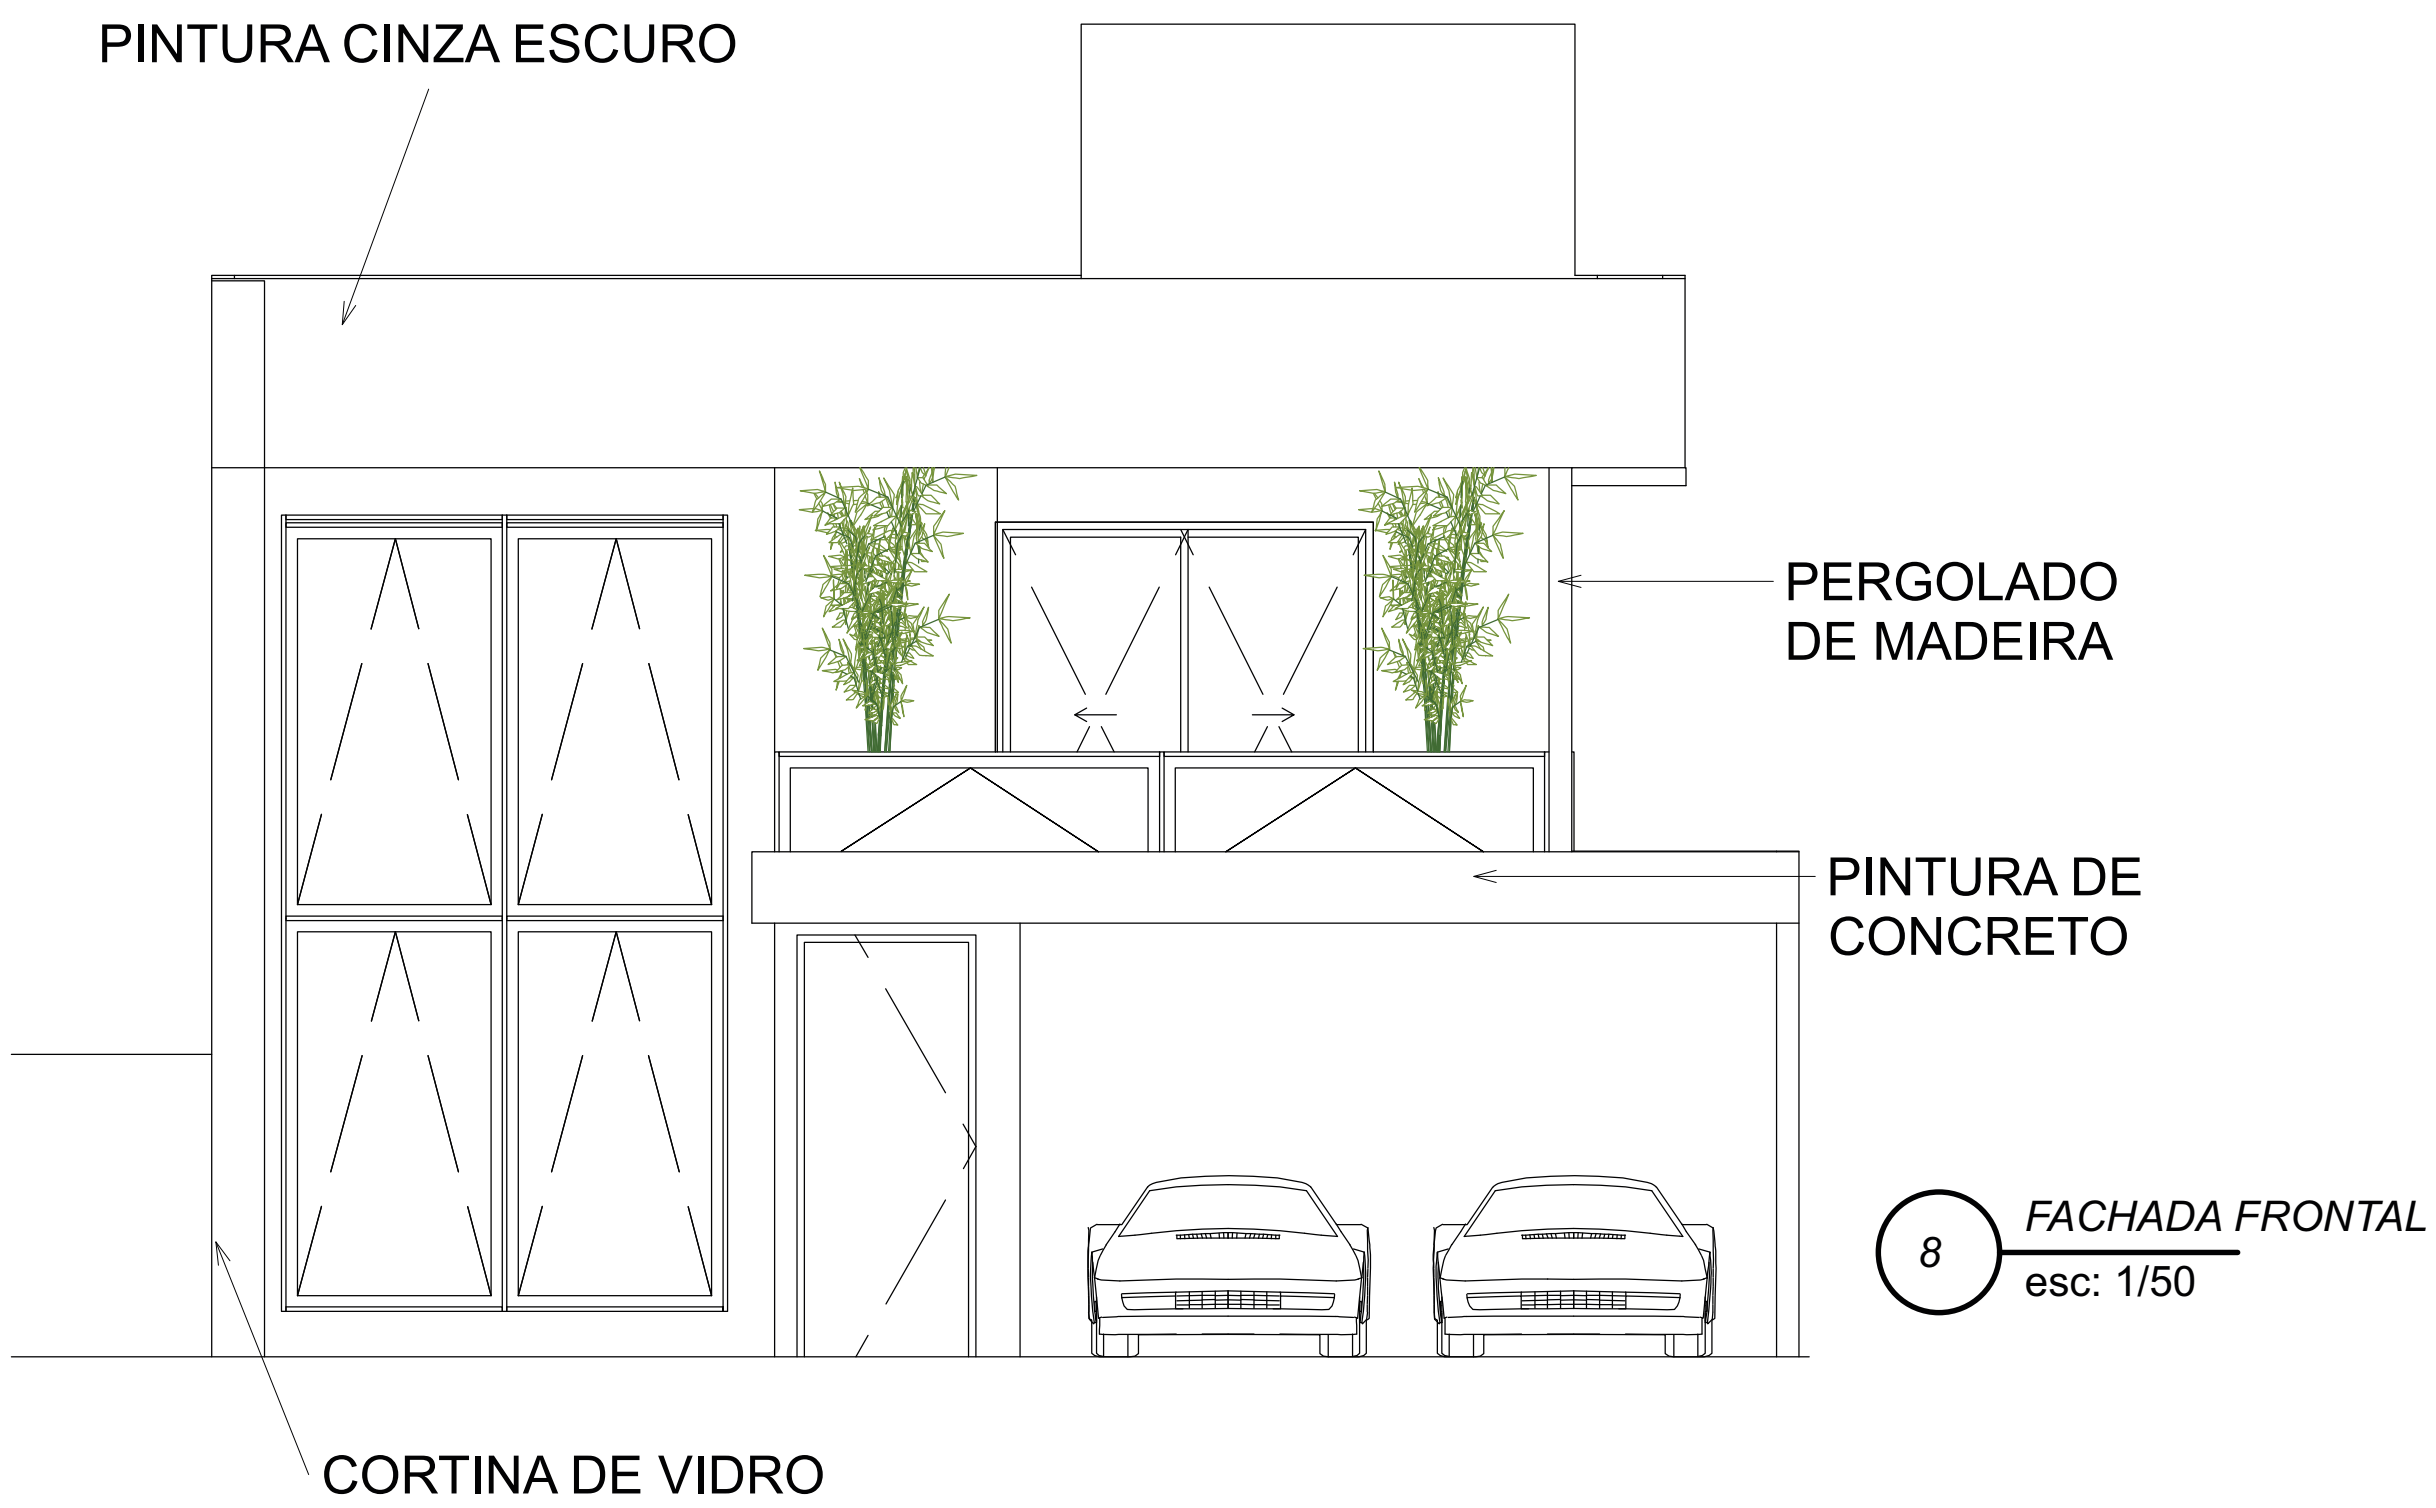 PINTURA CINZA ESCURO
PERGOLADO
DE MADEIRA
PINTURA DE
CONCRETO
8
FACHADA FRONTAL
esc: 1/50
CORTINA DE VIDRO